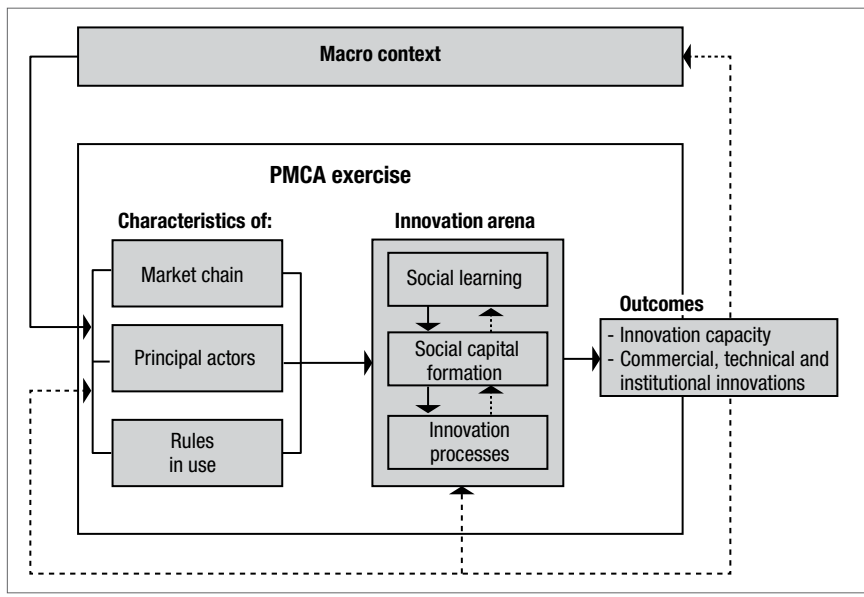 Macro context
PMCA exercise
Characteristics of:
Market chain
Principal actors
Rules
in use
Innovation arena
Social learning
Social capital
formation
Innovation
processes
Outcomes
- Innovation capacity
- Commercial, technical and
institutional innovations